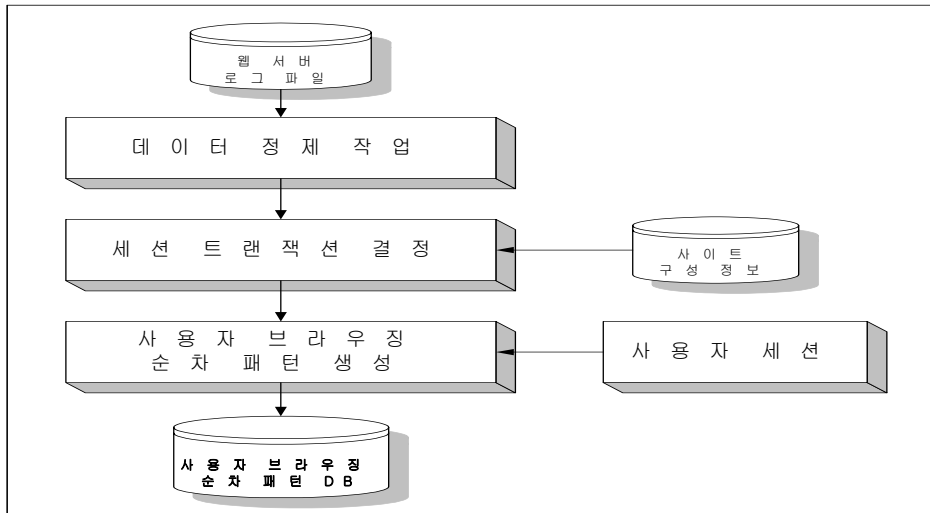 웹 서버
로그 파일
데이터 정제 작업
세션 트랜잭션 결정
사이트
구성 정보
사용자 브라우징
순차 패턴 생성
사용자 세션
사용자 브라우징
순차 패턴 DB